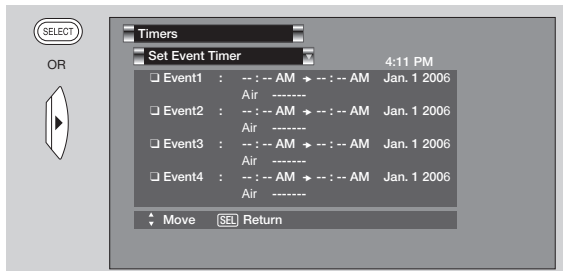 SELECT
OR
Timers
Set Event Timer
4:11 PM
❏ Event1 : -- : -- AM ➔ -- : -- AM Jan. 1 2006
Air -------
❏ Event2 : -- : -- AM ➔ -- : -- AM Jan. 1 2006
Air -------
❏ Event3 : -- : -- AM ➔ -- : -- AM Jan. 1 2006
Air -------
❏ Event4 : -- : -- AM ➔ -- : -- AM Jan. 1 2006
Air -------
Move SEL Return